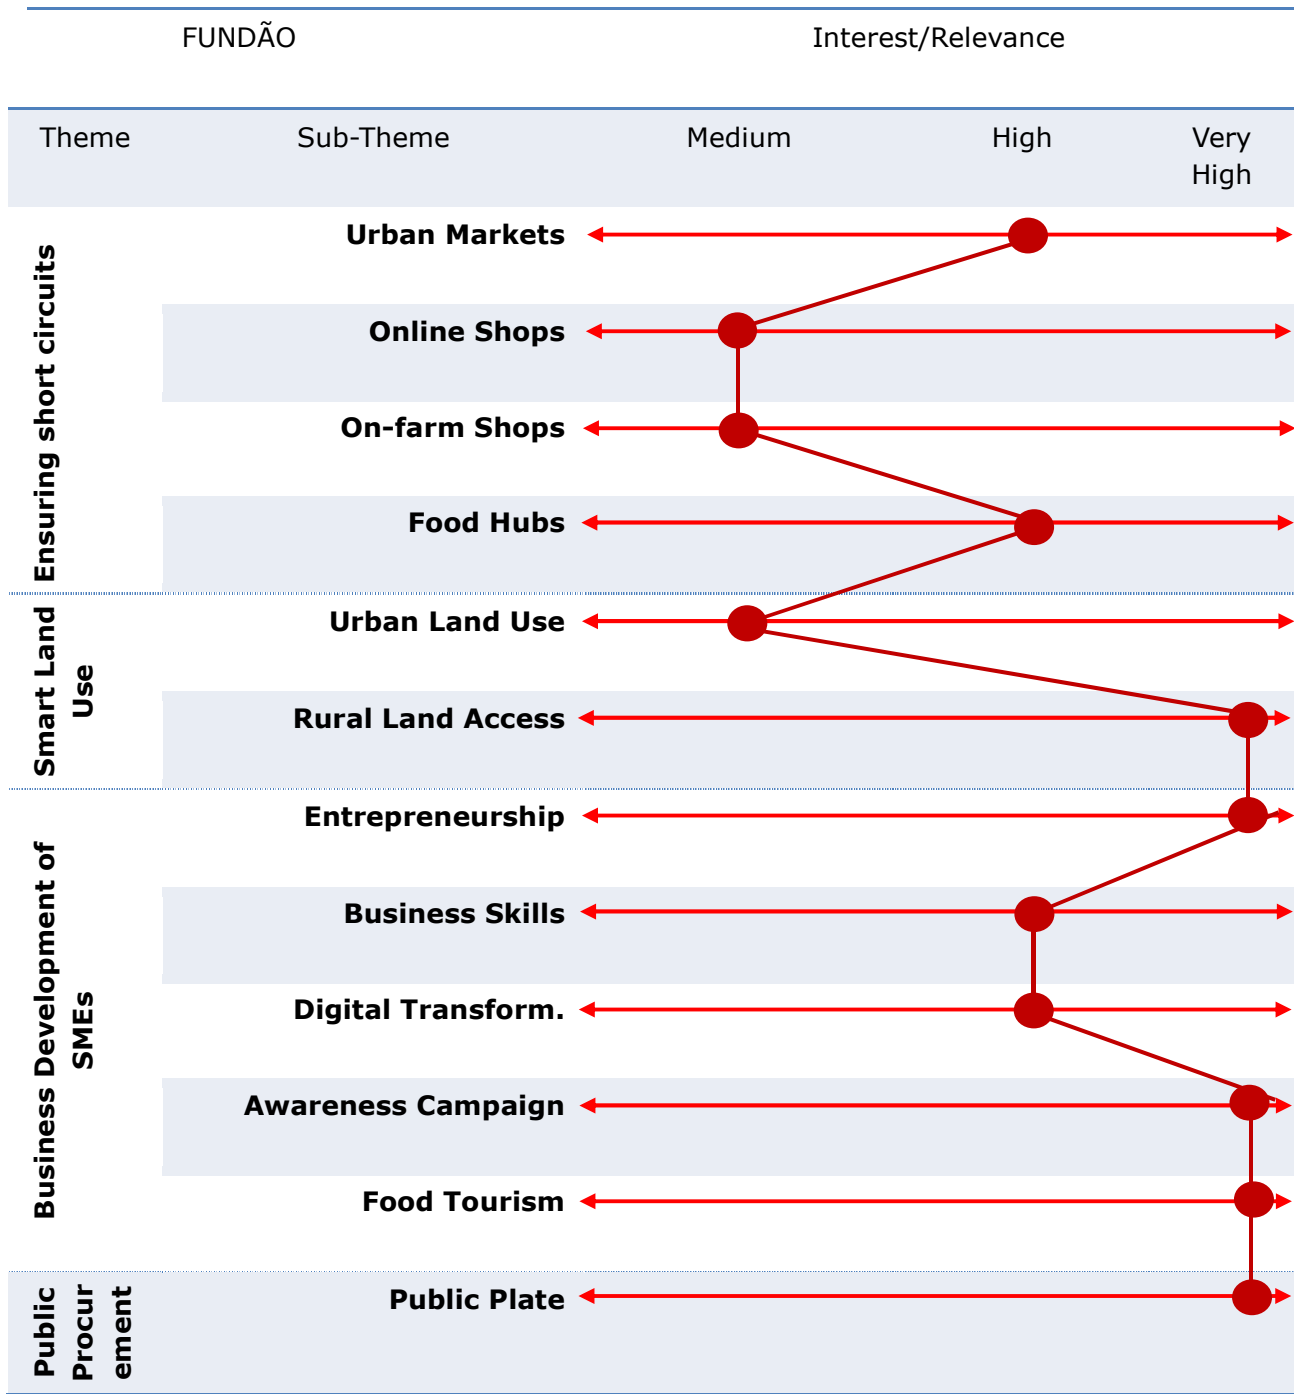 FUNDÃO
Interest/Relevance
Theme
Sub-Theme
Medium
High
Very
High
Ensuring short circuits
Urban Markets
Online Shops
On-farm Shops
Food Hubs
Smart Land
Use
Urban Land Use
Rural Land Access
Business Development of
SMEs
Entrepreneurship
Business Skills
Digital Transform.
Awareness Campaign
Food Tourism
Public
Procur
ement
Public Plate